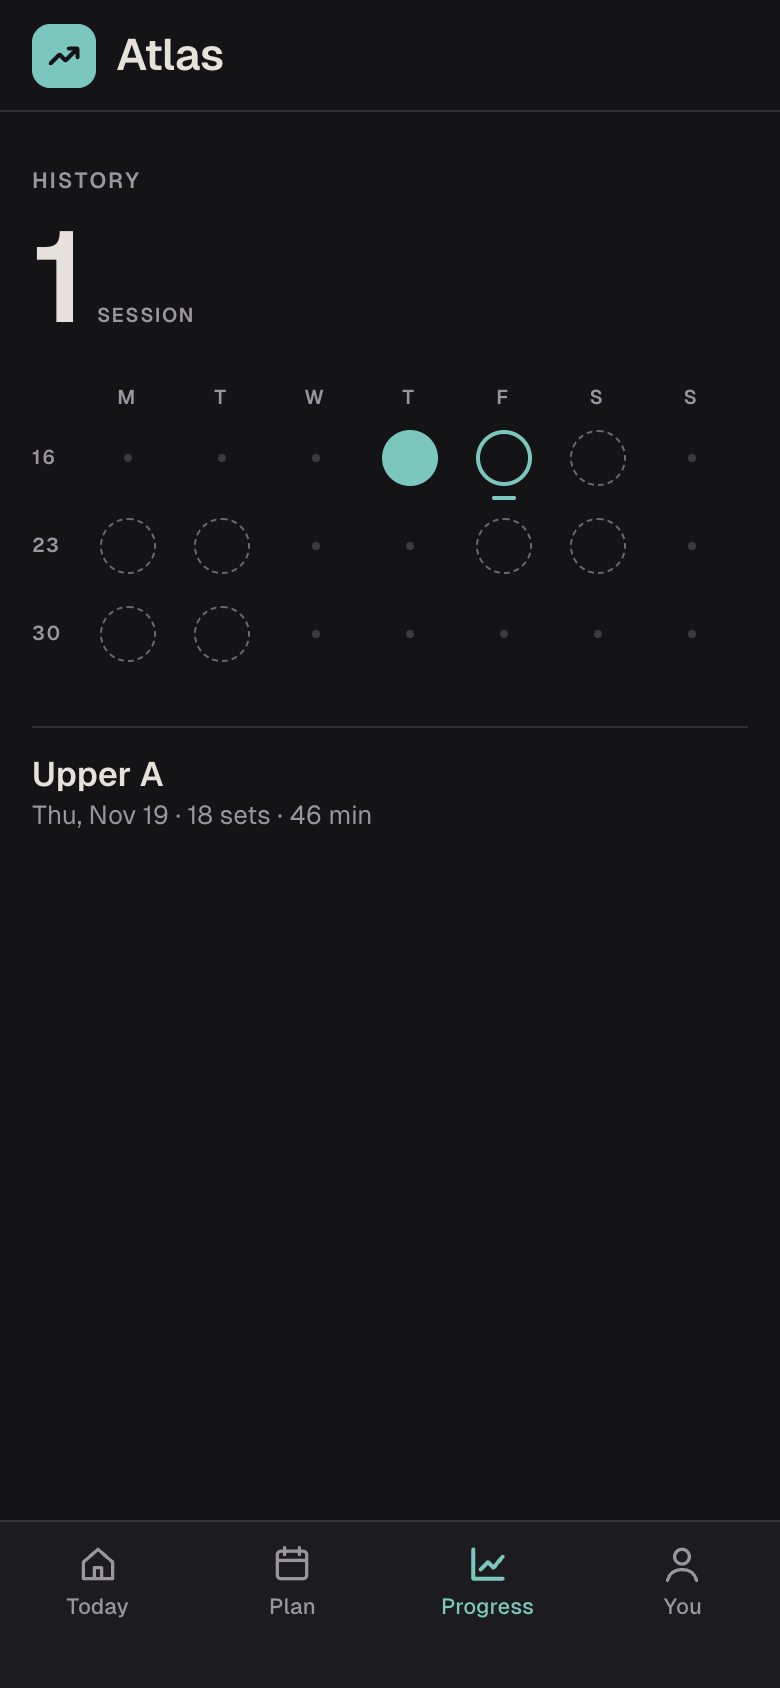 Atlas
HISTORY
1 SESSION
M T W T F S S
16
23
30
Upper A
Thu, Nov 19 · 18 sets · 46 min
Today Plan Progress You